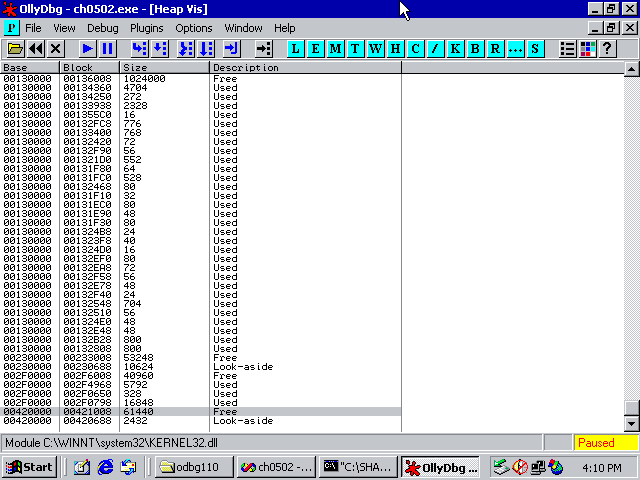 OllyDbg - ch0502.exe - [Heap Vis]
P File View Debug Plugins Options Window Help
L E M T W H C / K B R ... S ?
Base Block Size Description
00130000 00136008 1024000 Free
00130000 00134360 4704 Used
00130000 00134250 272 Used
00130000 00133938 2328 Used
00130000 001355C0 16 Used
00130000 00132FC8 776 Used
00130000 00133400 768 Used
00130000 00132420 72 Used
00130000 00132F90 56 Used
00130000 001321D0 552 Used
00130000 00131F80 64 Used
00130000 00131FC0 528 Used
00130000 00132468 80 Used
00130000 00131F10 32 Used
00130000 00131EC0 80 Used
00130000 00131E90 48 Used
00130000 00131F30 80 Used
00130000 001324B8 24 Used
00130000 001323F8 40 Used
00130000 001324D0 16 Used
00130000 00132EF0 80 Used
00130000 00132EA8 72 Used
00130000 00132F58 56 Used
00130000 00132E78 48 Used
00130000 00132F40 24 Used
00130000 00132548 704 Used
00130000 00132510 56 Used
00130000 001324E0 48 Used
00130000 00132E48 48 Used
00130000 00132B28 800 Used
00130000 00132808 800 Used
00230000 00233008 53248 Free
00230000 00230688 10624 Look-aside
002F0000 002F6008 40960 Free
002F0000 002F4968 5792 Used
002F0000 002F0650 328 Used
002F0000 002F0798 16848 Used
00420000 00421008 61440 Free
00420000 00420688 2432 Look-aside
Module C:\WINNT\system32\KERNEL32.dll Paused
Start odbg110 ch0502 - ... "C:\SHA... OllyDbg ... 4:10 PM